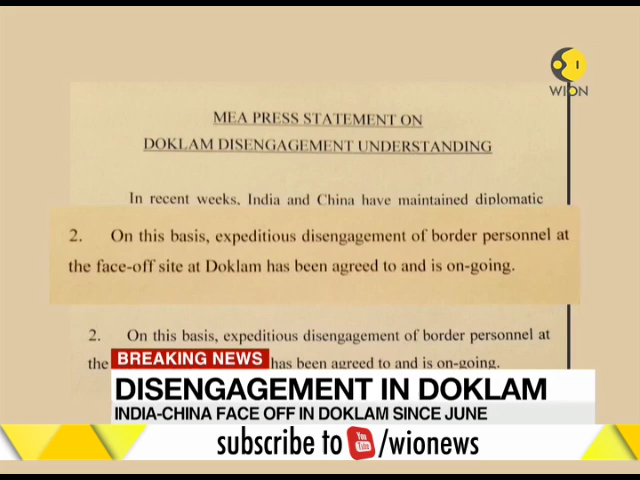 WION
MEA PRESS STATEMENT ON
DOKLAM DISENGAGEMENT UNDERSTANDING
In recent weeks, India and China have maintained diplomatic
2. On this basis, expeditious disengagement of border personnel at
the face-off site at Doklam has been agreed to and is on-going.
2. On this basis, expeditious disengagement of border personnel at
the has been agreed to and is on-going.
BREAKING NEWS
DISENGAGEMENT IN DOKLAM
INDIA-CHINA FACE OFF IN DOKLAM SINCE JUNE
subscribe to You Tube /wionews